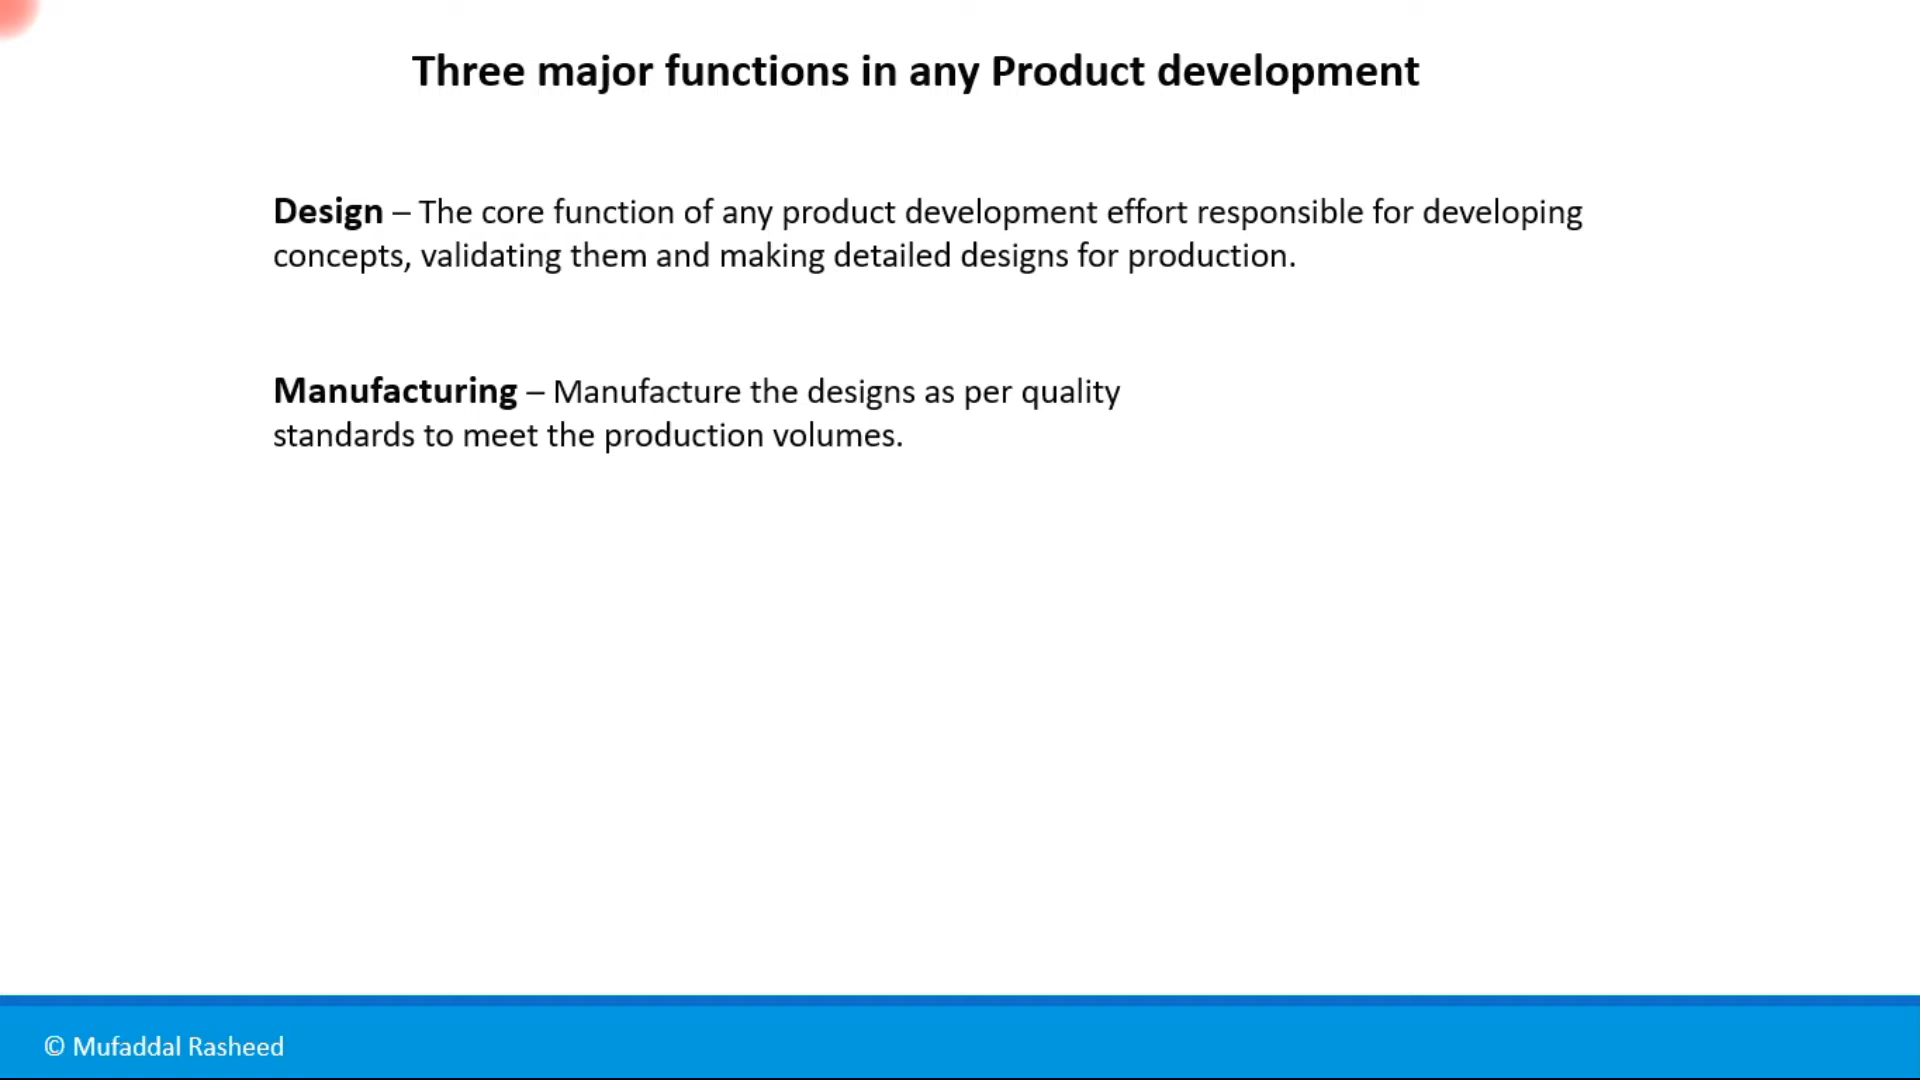 Three major functions in any Product development
Design – The core function of any product development effort responsible for developing
concepts, validating them and making detailed designs for production.
Manufacturing – Manufacture the designs as per quality
standards to meet the production volumes.
© Mufaddal Rasheed